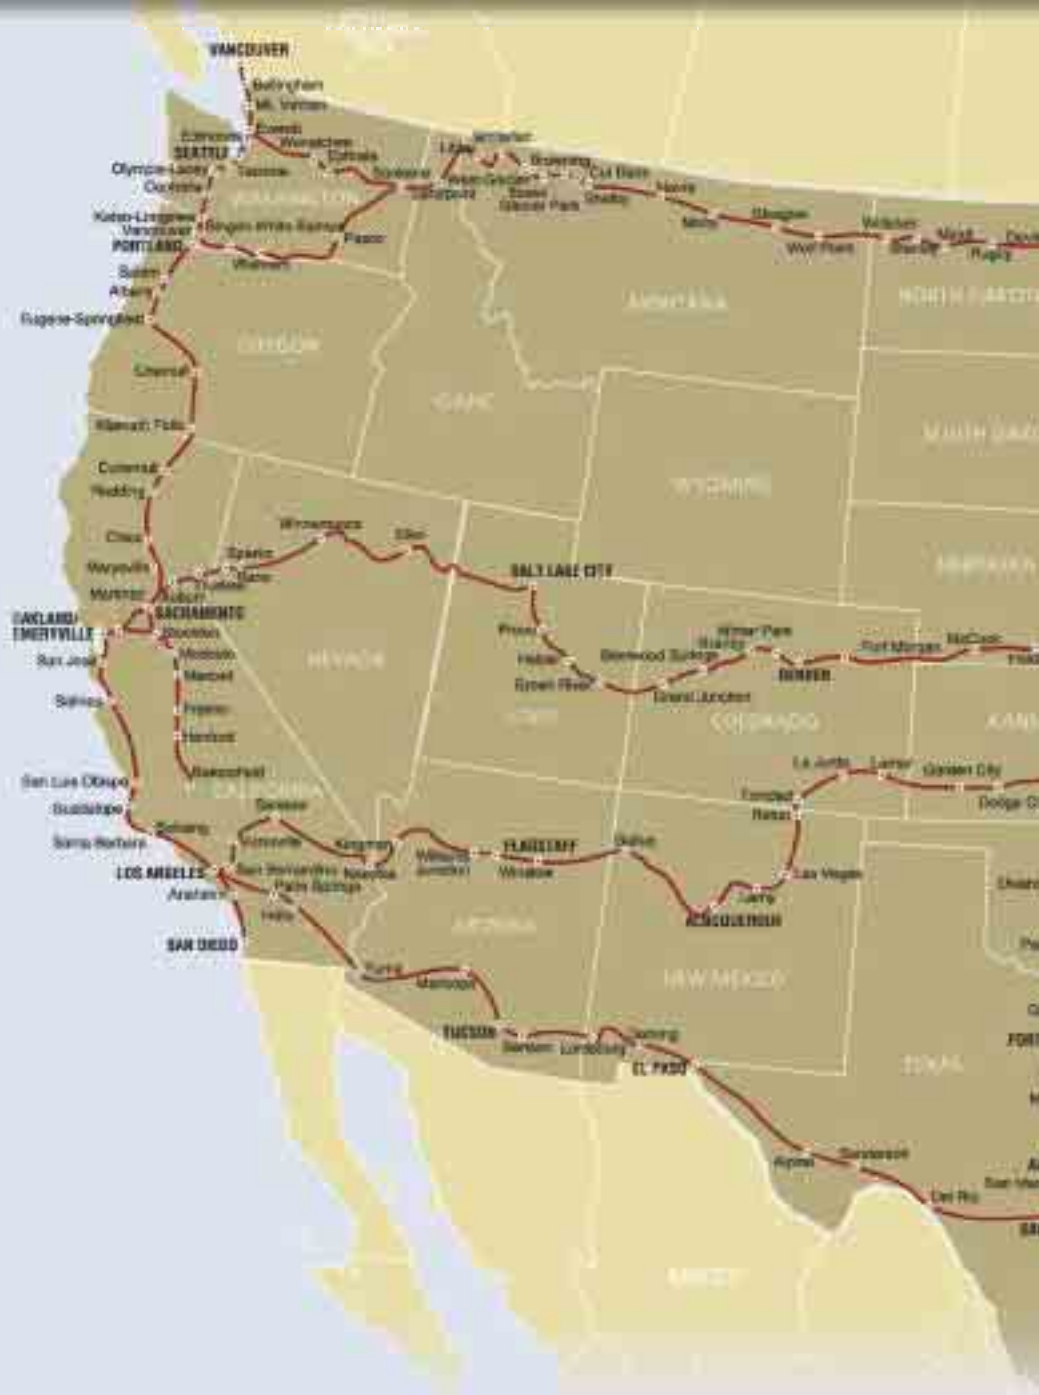 VANCOUVER
Bellingham
Mt. Vernon
Everett
Edmonds
Wenatchee
SEATTLE
Ephrata
Libby
Whitefish
Browning
Cut Bank
Olympia-Lacey
Tacoma
Spokane
Sandpoint
West Glacier
Essex
Glacier Park
Shelby
Havre
Centralia
WASHINGTON
Kelso-Longview
Vancouver
Bingen-White Salmon
Pasco
PORTLAND
Wishram
Malta
Glasgow
Wolf Point
Williston
Stanley
Minot
Rugby
Salem
Albany
Eugene-Springfield
MONTANA
NORTH DAKOTA
OREGON
IDAHO
Chemult
Klamath Falls
SOUTH DAKO
WYOMING
Dunsmuir
Redding
Chico
Winnemucca
Elko
Sparks
Reno
Truckee
Marysville
Martinez
SALT LAKE CITY
NEBRASKA
OAKLAND/
EMERYVILLE
SACRAMENTO
Stockton
Provo
Helper
Green River
Glenwood Springs
Granby
Winter Park
Fort Morgan
McCook
DENVER
San Jose
Modesto
Merced
NEVADA
UTAH
Grand Junction
COLORADO
KANS
Salinas
Fresno
Hanford
Bakersfield
CALIFORNIA
La Junta
Lamar
Garden City
Dodge C
Trinidad
Raton
San Luis Obispo
Guadalupe
Santa Barbara
Barstow
Victorville
Kingman
Needles
Williams
Junction
FLAGSTAFF
Winslow
Gallup
LOS ANGELES
San Bernardino
Palm Springs
Anaheim
Indio
Las Vegas
Lamy
ALBUQUERQUE
SAN DIEGO
ARIZONA
NEW MEXICO
Yuma
Maricopa
TUCSON
Benson
Lordsburg
Deming
EL PASO
TEXAS
FORT
Alpine
Sanderson
Del Rio
MEXICO